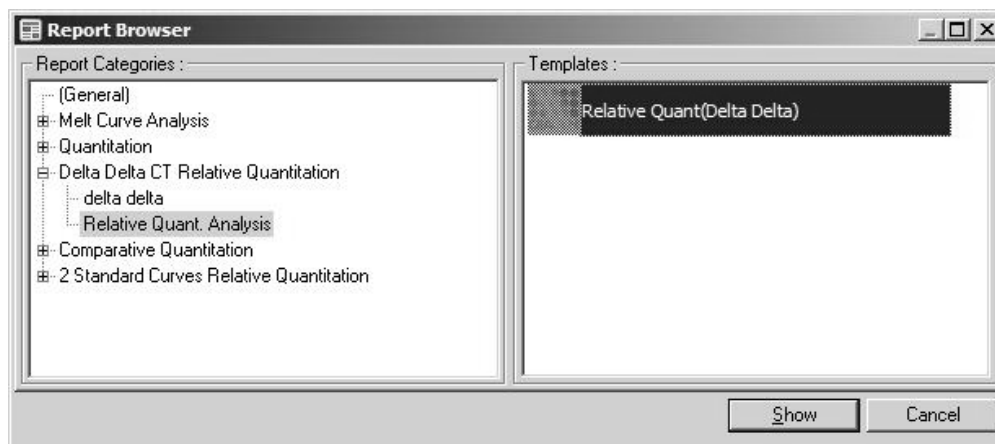 Report Browser
Report Categories :
(General)
Melt Curve Analysis
Quantitation
Delta Delta CT Relative Quantitation
delta delta
Relative Quant. Analysis
Comparative Quantitation
2 Standard Curves Relative Quantitation
Templates :
Relative Quant(Delta Delta)
Show
Cancel